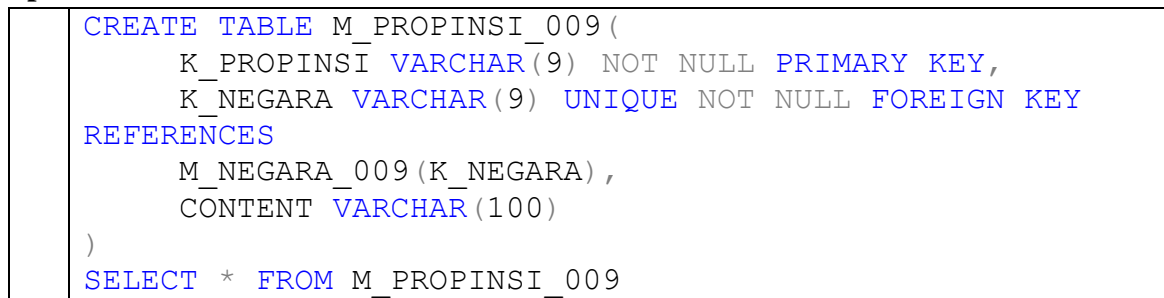 CREATE TABLE M_PROPINSI_009(
K_PROPINSI VARCHAR(9) NOT NULL PRIMARY KEY,
K_NEGARA VARCHAR(9) UNIQUE NOT NULL FOREIGN KEY
REFERENCES
M_NEGARA_009(K_NEGARA),
CONTENT VARCHAR(100)
)
SELECT * FROM M_PROPINSI_009